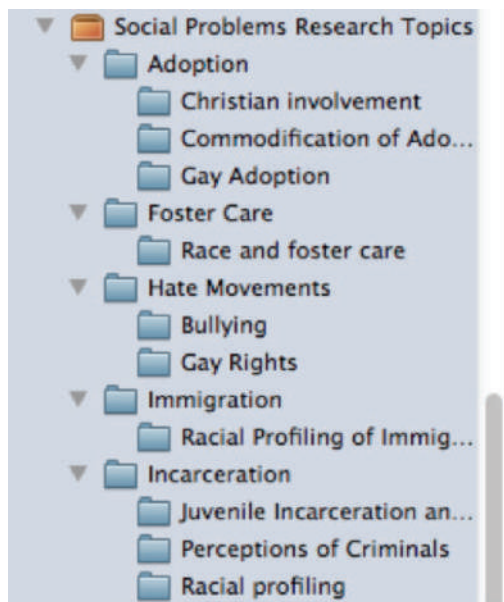 Social Problems Research Topics
Adoption
Christian involvement
Commodification of Ado...
Gay Adoption
Foster Care
Race and foster care
Hate Movements
Bullying
Gay Rights
Immigration
Racial Profiling of Immig...
Incarceration
Juvenile Incarceration an...
Perceptions of Criminals
Racial profiling